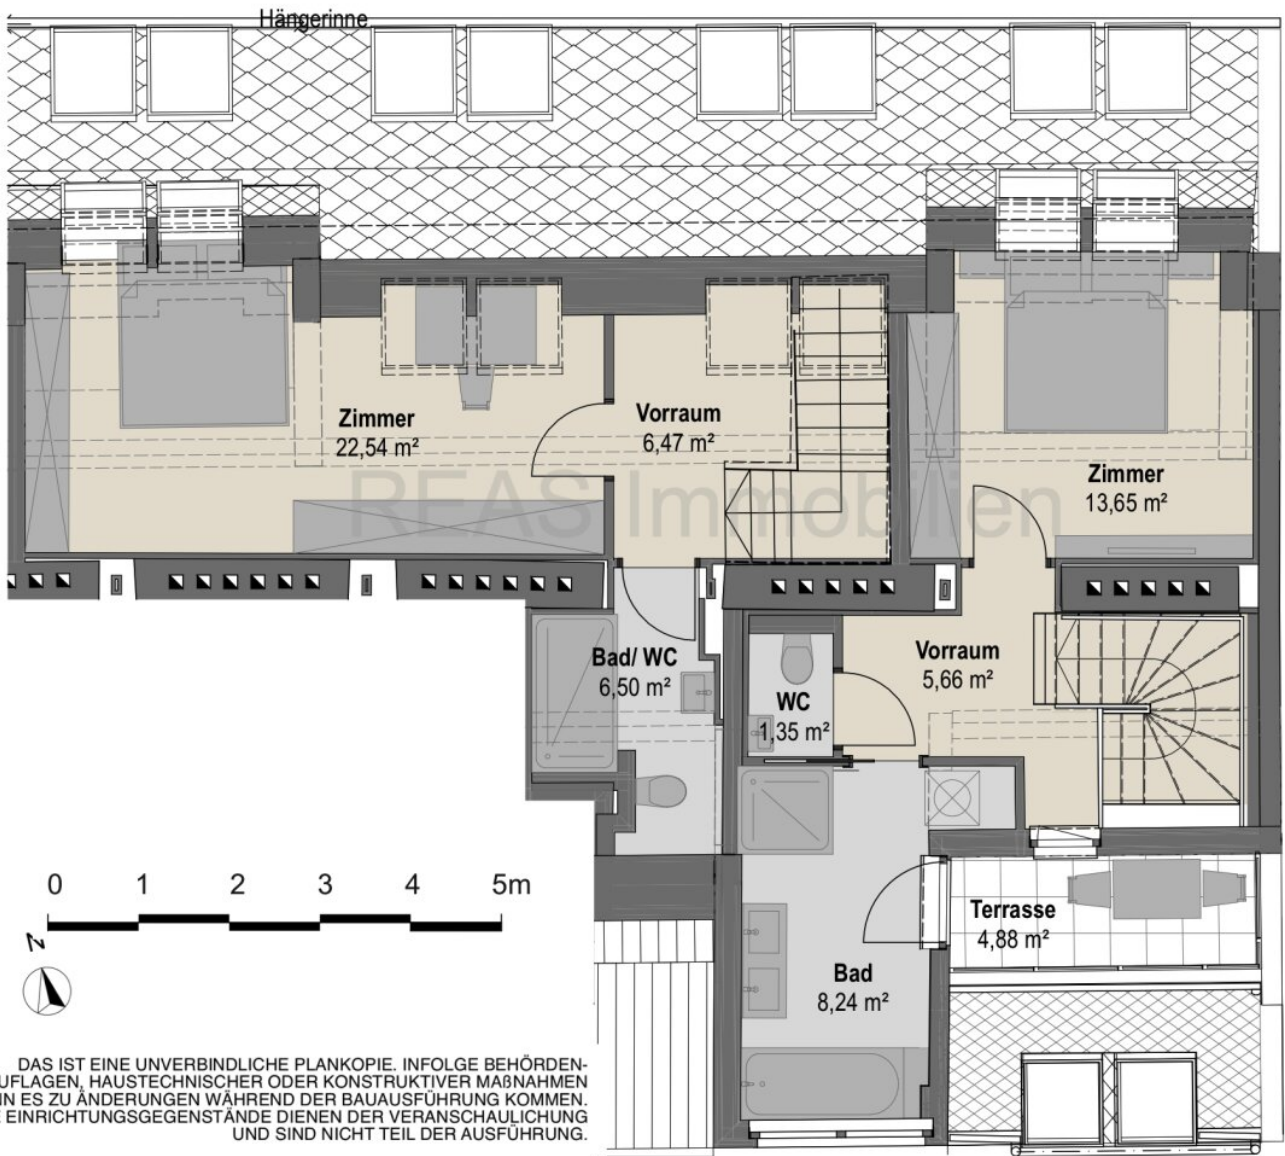 Hängerinne
Zimmer
22,54 m²
Vorraum
6,47 m²
Zimmer
13,65 m²
REAS Immobilien
Bad/ WC
6,50 m²
WC
1,35 m²
Vorraum
5,66 m²
0 1 2 3 4 5m
Terrasse
4,88 m²
N
Bad
8,24 m²
DAS IST EINE UNVERBINDLICHE PLANKOPIE. INFOLGE BEHÖRDEN-
UFLAGEN, HAUSTECHNISCHER ODER KONSTRUKTIVER MAßNAHMEN
NN ES ZU ÄNDERUNGEN WÄHREND DER BAUAUSFÜHRUNG KOMMEN.
EINRICHTUNGSGEGENSTÄNDE DIENEN DER VERANSCHAULICHUNG
UND SIND NICHT TEIL DER AUSFÜHRUNG.